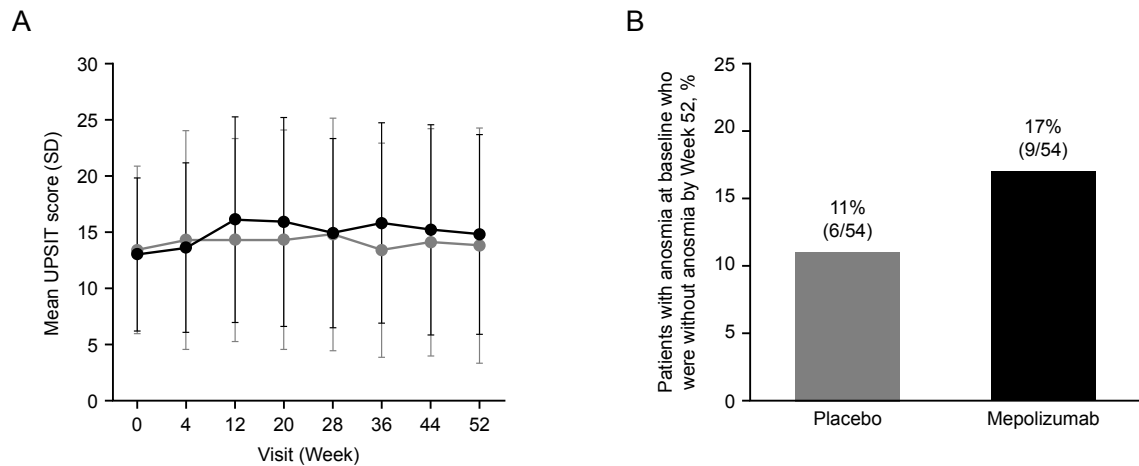 A
Mean UPSIT score (SD)
30
25
20
15
10
5
0
0 4 12 20 28 36 44 52
Visit (Week)
B
Patients with anosmia at baseline who
were without anosmia by Week 52, %
25
20
15
10
5
0
11%
(6/54)
17%
(9/54)
Placebo Mepolizumab